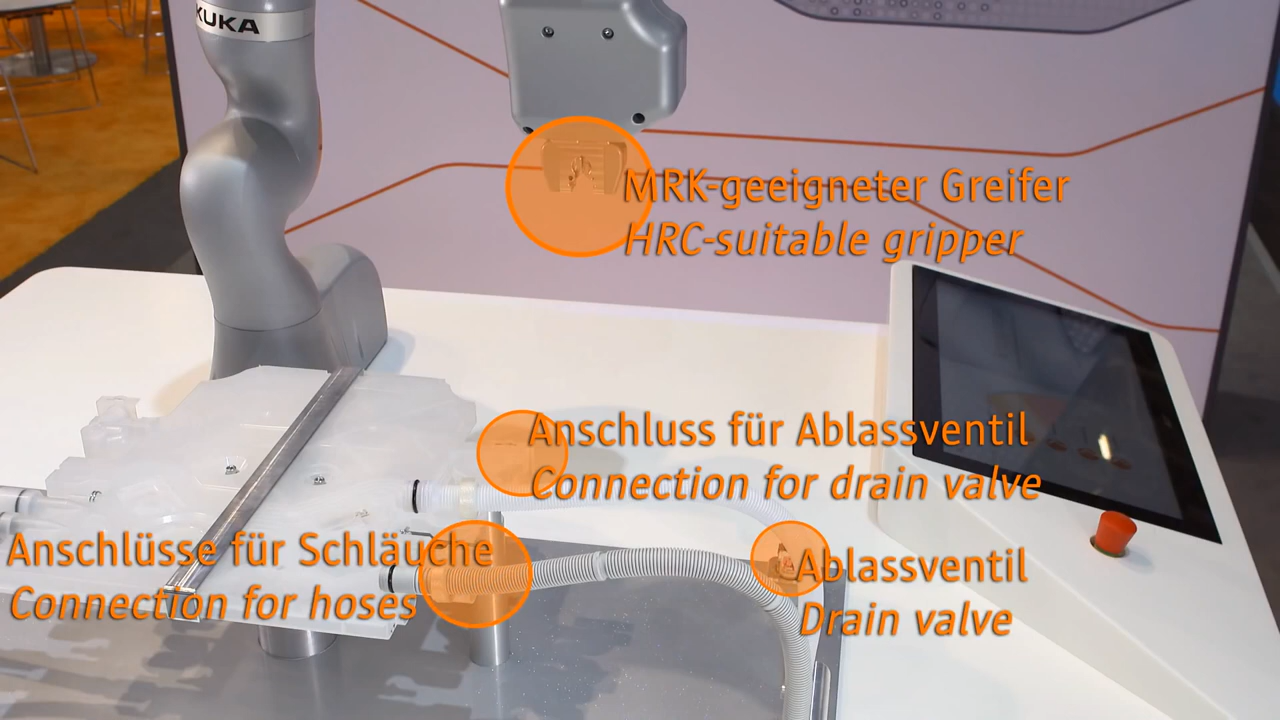 KUKA
MRK-geeigneter Greifer
HRC-suitable gripper
Anschluss für Ablassventil
Connection for drain valve
Anschlüsse für Schläuche
Connection for hoses
Ablassventil
Drain valve